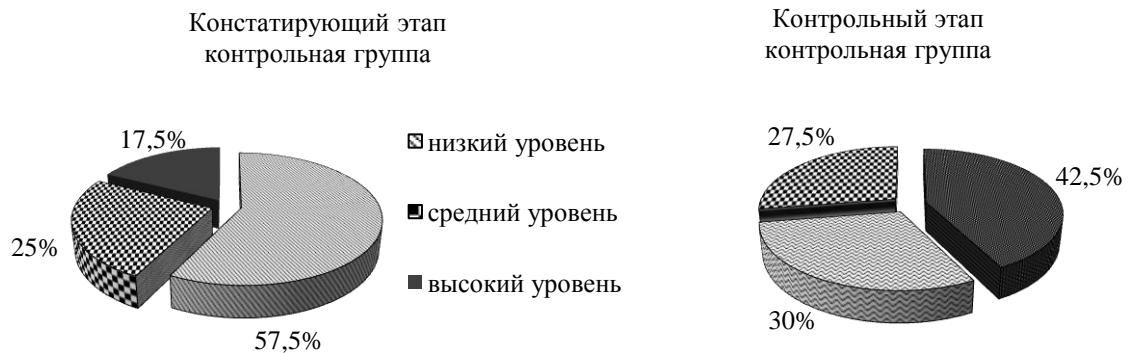 Констатирующий этап
контрольная группа
17,5%
25%
57,5%
низкий уровень
средний уровень
высокий уровень
Контрольный этап
контрольная группа
27,5%
42,5%
30%